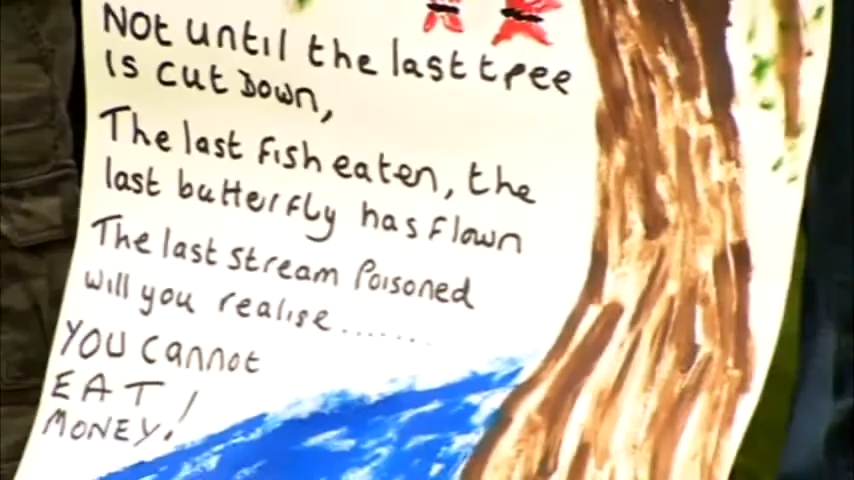 Not until the last tree
is cut Down,
The last fish eaten, the
last butterfly has flown
The last stream Poisoned
will you realise.......
YOU Cannot
EAT!
MONEY.!